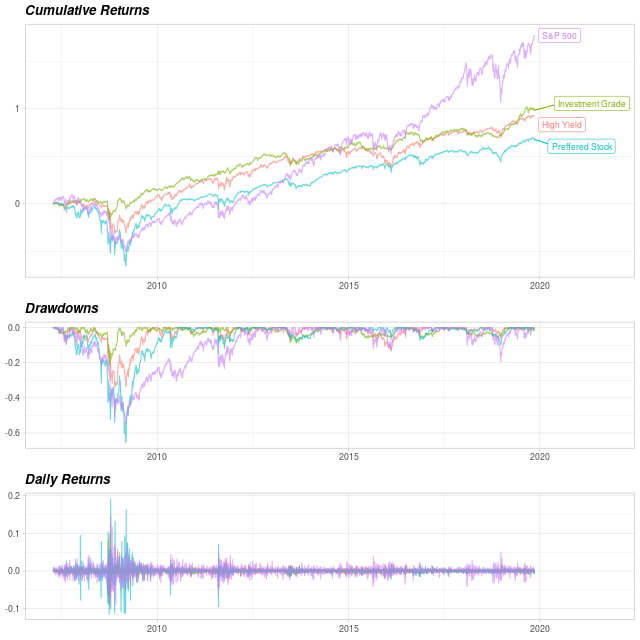 Cumulative Returns
S&P 500
Investment Grade
1
High Yield
Preffered Stock
0
2010 2015 2020
Drawdowns
0.0
-0.2
-0.4
-0.6
2010 2015 2020
Daily Returns
0.2
0.1
0.0
-0.1
2010 2015 2020